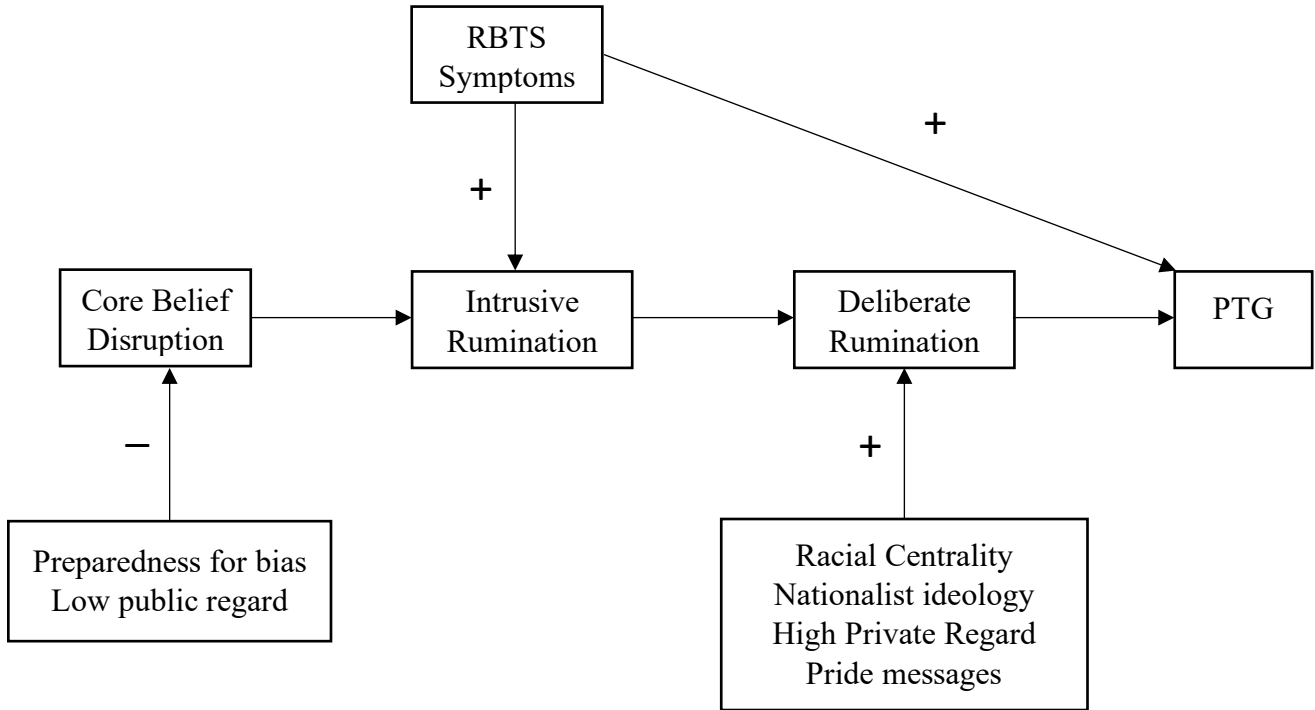 RBTS
Symptoms
+
+
Core Belief
Disruption
Intrusive
Rumination
Deliberate
Rumination
PTG
–
+
Preparedness for bias
Low public regard
Racial Centrality
Nationalist ideology
High Private Regard
Pride messages